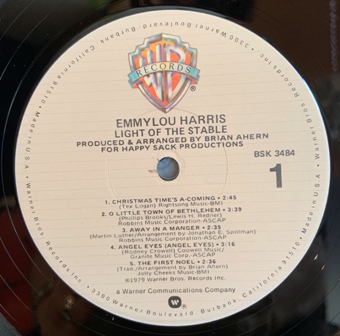 WB
RECORDS
EMMYLOU HARRIS
LIGHT OF THE STABLE
PRODUCED & ARRANGED BY BRIAN AHERN
FOR HAPPY SACK PRODUCTIONS
BSK 3484
1
1. CHRISTMAS TIME'S A-COMING • 2:45
(Tex Logan) Rightsong Music-BMI
2. O LITTLE TOWN OF BETHLEHEM • 3:39
(Phillips Brooks/Lewis H. Redner)
Robbins Music Corporation-ASCAP
3. AWAY IN A MANGER • 2:35
(Martin Luther/Arrangement by Jonathan E. Spillman)
Robbins Music Corporation-ASCAP
4. ANGEL EYES (ANGEL EYES) • 3:16
(Rodney Crowell) Coolwell
Granite Music Corp.-ASCAP
5. THE FIRST NOEL • 2:36
(Trad./Arrangement by Brian Ahern)
Jolly Cheeks Music-BMI
©1979 Warner Bros. Records Inc.
a Warner Communications Company
W
3300 Warner Boulevard, Burbank, California
Made in U.S.A.